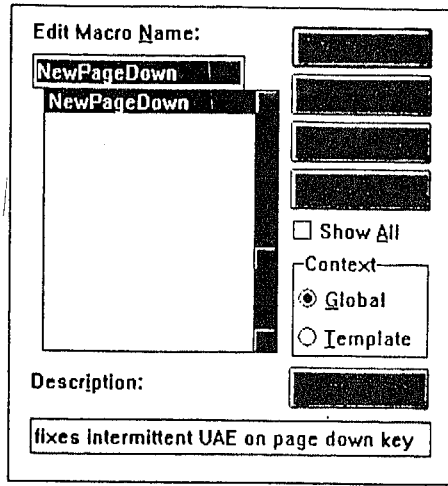 Edit Macro Name:
NewPageDown
NewPageDown
Show All
Context
Global
Template
Description:
fixes intermittent UAE on page down key